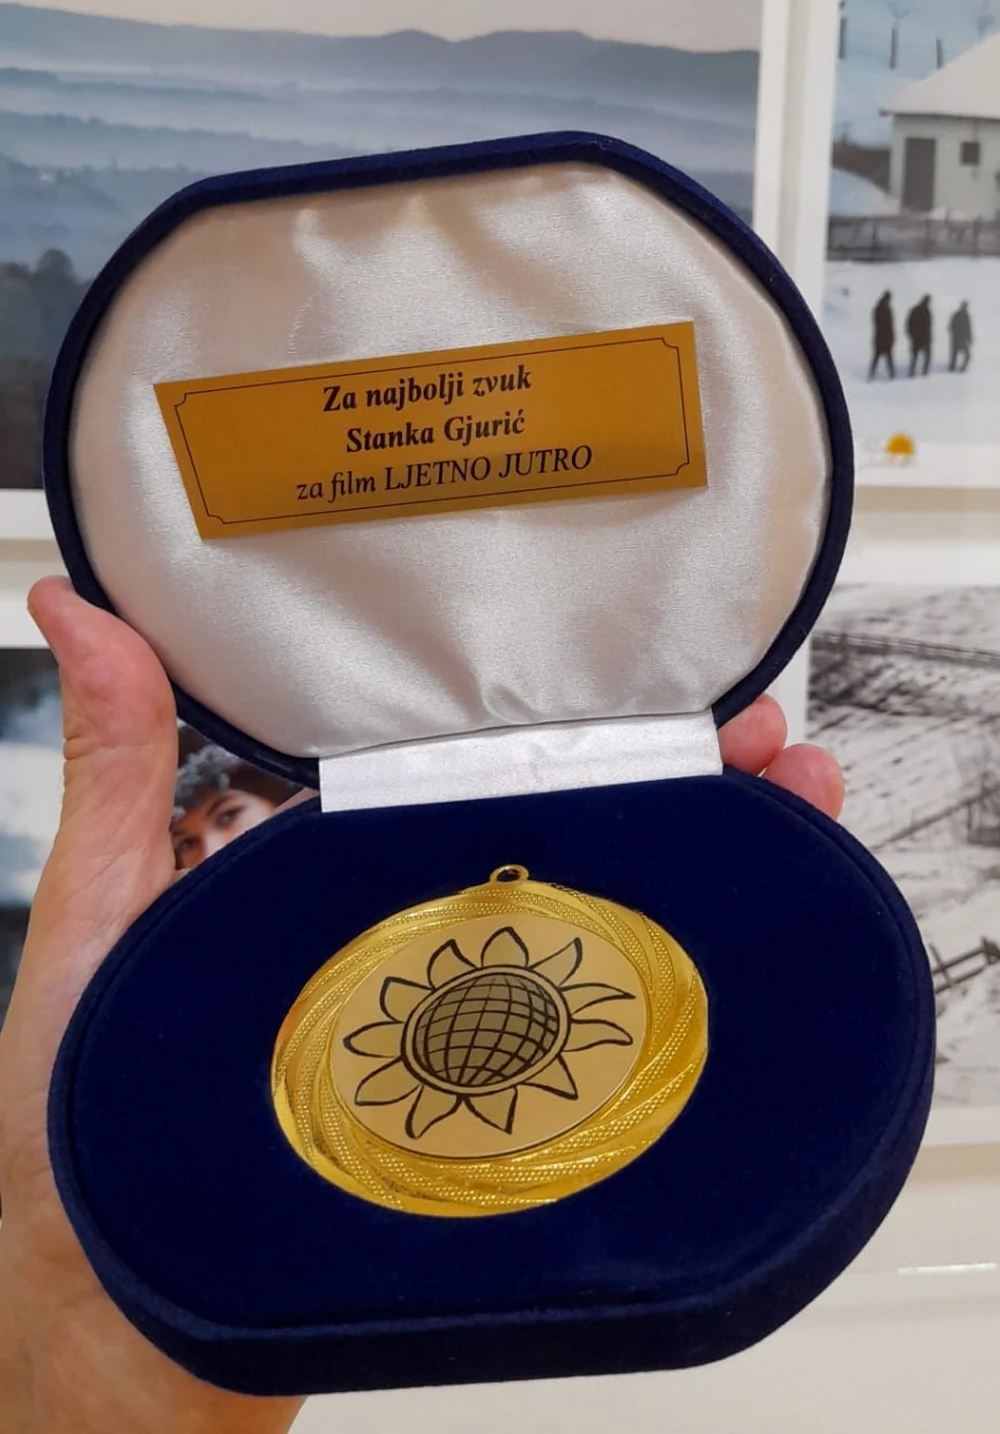 Za najbolji zvuk
Stanka Gjurić
za film LJETNO JUTRO